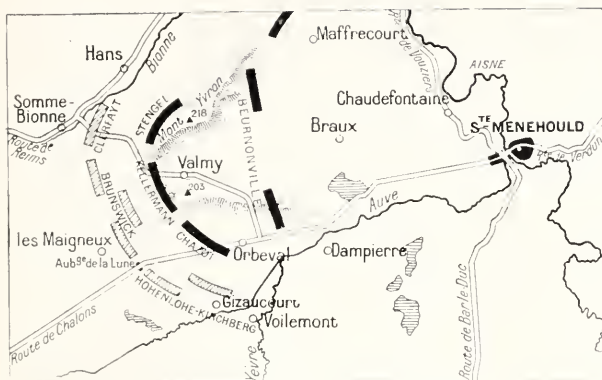 Hans
Bionne
Maffrecourt
de Vouziers
AISNE
Chaudefontaine
Somme-
Bionne
CLERFAYT
STENGEL
Mont Yvron
218
BEURNONVILLE
Braux
STE MENEHOULD
Route de
Reims
Valmy
KELLERMANN
203
BRUNSWICK
Auve
CHAZOT
les Maigneux
Orbeval
Dampierre
Aubge de la Lune
HOHENLOHE-KIRCHBERG
Gizaucourt
Voilemont
Route de Chalons
Yèvre
Route de Bar le Duc